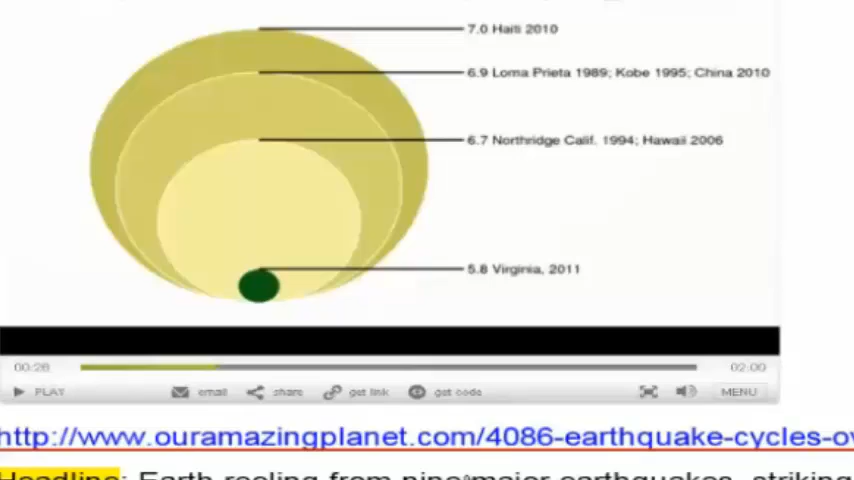 7.0 Haiti 2010
6.9 Loma Prieta 1989; Kobe 1995; China 2010
6.7 Northridge Calif. 1994; Hawaii 2006
5.8 Virginia, 2011
00:26 02:00
PLAY email share get link get code MENU
http://www.ouramazingplanet.com/4086-earthquake-cycles-ov
Headline: Earth reeling from nine major earthquakes, striking